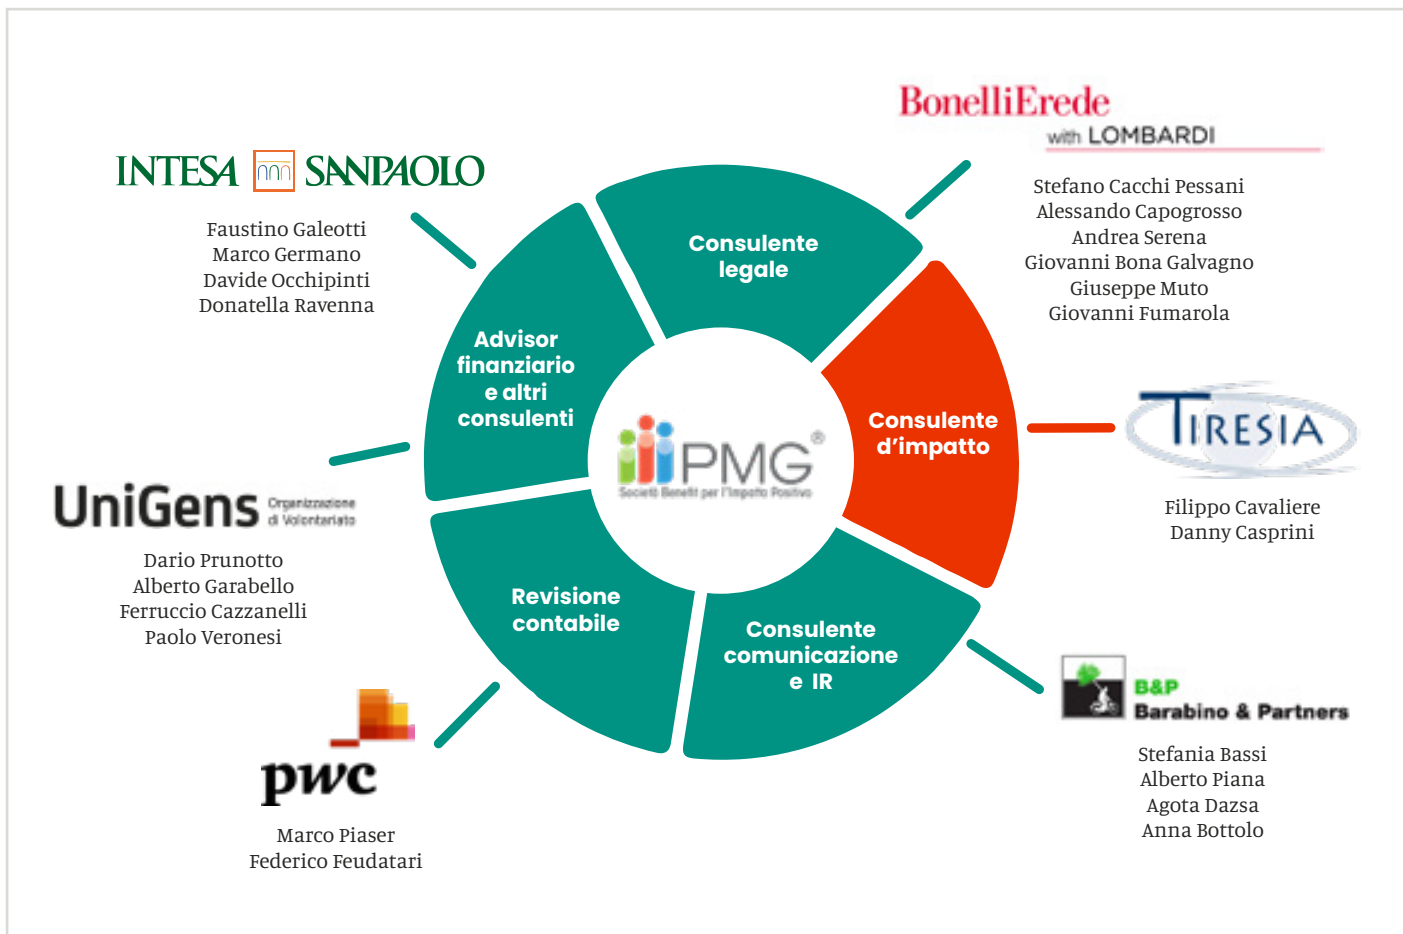 BonelliErede
with LOMBARDI
Stefano Cacchi Pessani
Alessando Capogrosso
Andrea Serena
Giovanni Bona Galvagno
Giuseppe Muto
Giovanni Fumarola
INTESA SANPAOLO
Faustino Galeotti
Marco Germano
Davide Occhipinti
Donatella Ravenna
Consulente
legale
Advisor
finanziario
e altri
consulenti
Consulente
d’impatto
TIRESIA
Filippo Cavaliere
Danny Casprini
PMG®
Società Benefit per l'Impatto Positivo
UniGens
Organizzazione
di Volontariato
Dario Prunotto
Alberto Garabello
Ferruccio Cazzanelli
Paolo Veronesi
Revisione
contabile
Consulente
comunicazione
e IR
B&P
Barabino & Partners
Stefania Bassi
Alberto Piana
Agota Dazsa
Anna Bottolo
pwc
Marco Piaser
Federico Feudatari